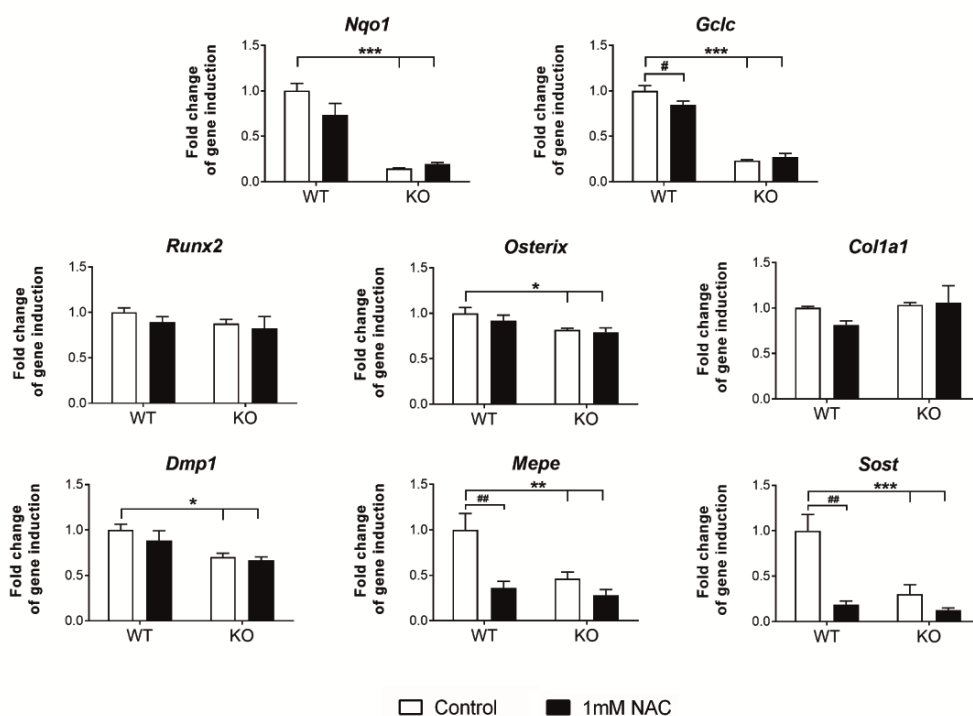 Nqo1
Gclc
Fold change
of gene induction
1.5
1.0
0.5
0.0
***
WT
KO
Fold change
of gene induction
1.5
1.0
0.5
0.0
***
#
WT
KO
Runx2
Osterix
Col1a1
Fold change
of gene induction
1.5
1.0
0.5
0.0
WT
KO
Fold change
of gene induction
1.5
1.0
0.5
0.0
*
WT
KO
Fold change
of gene induction
1.5
1.0
0.5
0.0
WT
KO
Dmp1
Mepe
Sost
Fold change
of gene induction
1.5
1.0
0.5
0.0
*
WT
KO
Fold change
of gene induction
1.5
1.0
0.5
0.0
**
##
WT
KO
Fold change
of gene induction
1.5
1.0
0.5
0.0
***
##
WT
KO
Control
1mM NAC